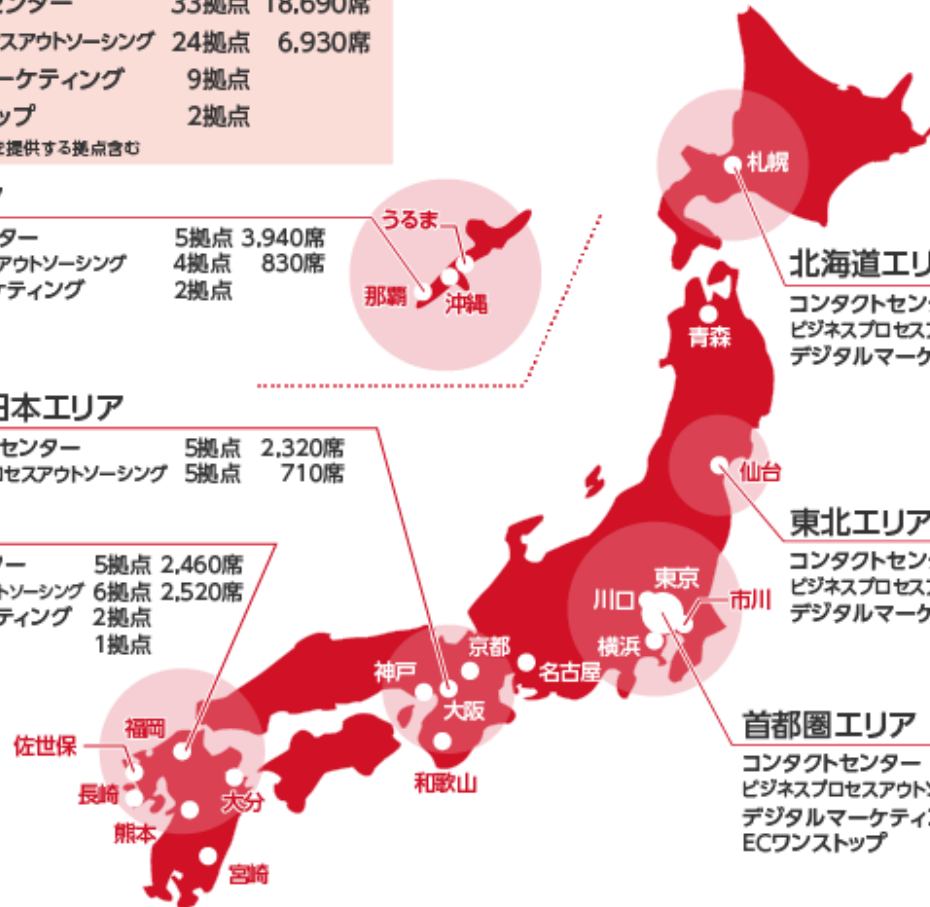 センター 33拠点 18,690席
スアウトソーシング 24拠点 6,930席
ーケティング 9拠点
ップ 2拠点
を提供する拠点含む
ター 5拠点 3,940席
アウトソーシング 4拠点 830席
ケティング 2拠点
うるま
那覇
沖縄
札幌
北海道エリ
コンタクトセン
ビジネスプロセス
デジタルマーケ
青森
日本エリア
センター 5拠点 2,320席
ロセスアウトソーシング 5拠点 710席
仙台
東北エリア
コンタクトセン
ビジネスプロセス
デジタルマーケ
ター 5拠点 2,460席
トソーシング 6拠点 2,520席
ティング 2拠点
1拠点
東京
川口
市川
横浜
京都
名古屋
神戸
大阪
和歌山
福岡
佐世保
長崎
大分
熊本
宮崎
首都圏エリア
コンタクトセンター
ビジネスプロセスアウト
デジタルマーケティ
ECワンストップ